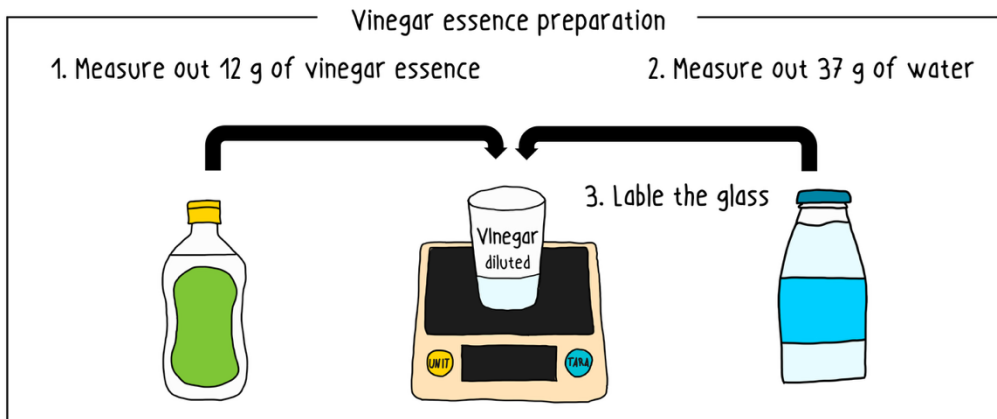 Vinegar essence preparation
1. Measure out 12 g of vinegar essence
2. Measure out 37 g of water
3. Lable the glass
VInegar
diluted
UNIT
TARA